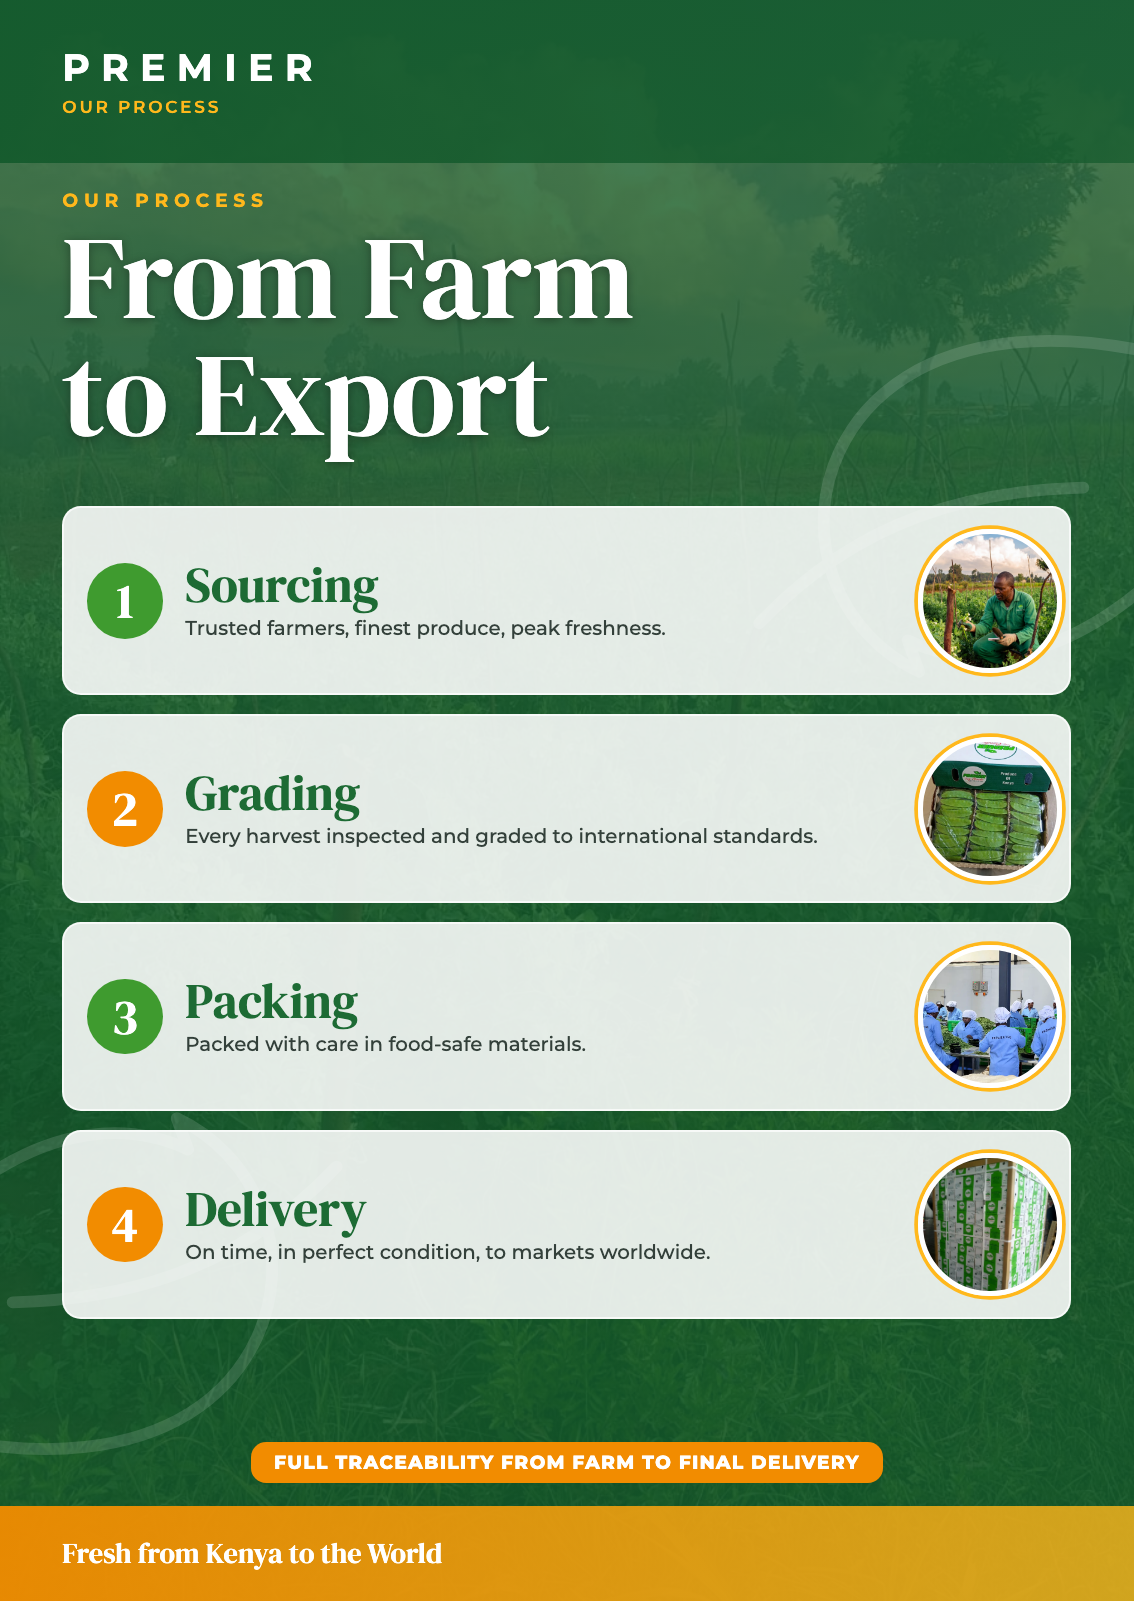 PREMIER
OUR PROCESS
OUR PROCESS
From Farm
to Export
1
Sourcing
Trusted farmers, finest produce, peak freshness.
2
Grading
Every harvest inspected and graded to international standards.
3
Packing
Packed with care in food-safe materials.
4
Delivery
On time, in perfect condition, to markets worldwide.
FULL TRACEABILITY FROM FARM TO FINAL DELIVERY
Fresh from Kenya to the World